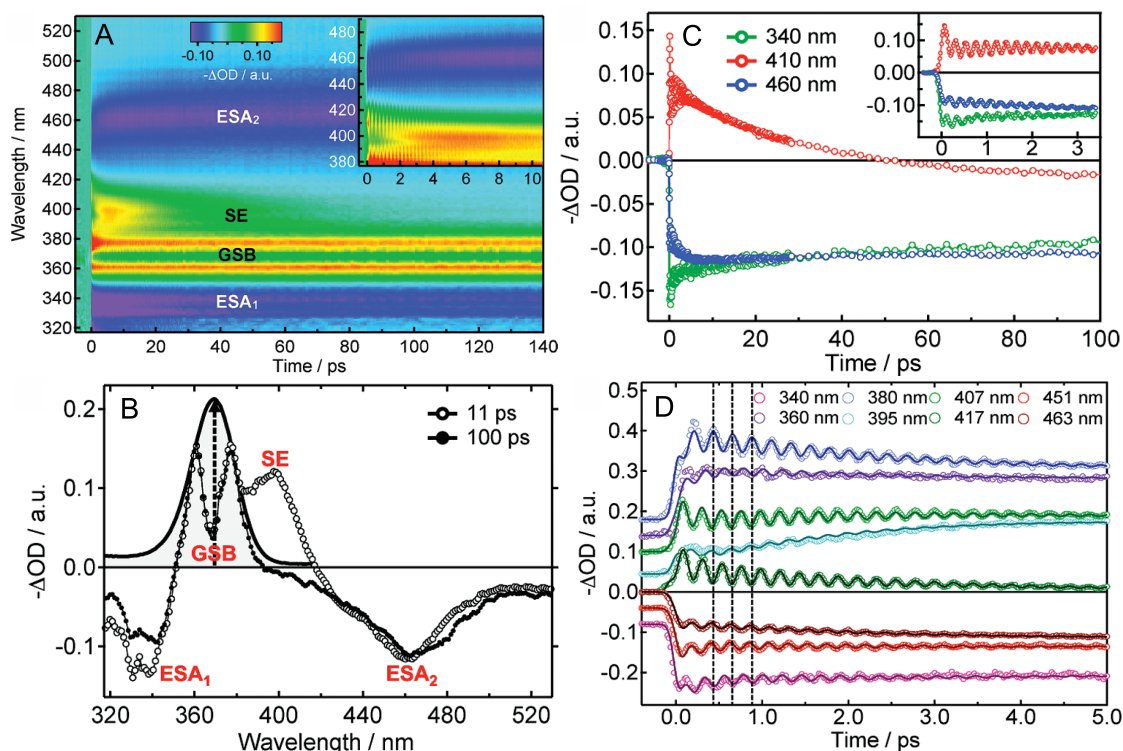 A
-0.10 0.10
-ΔOD / a.u.
ESA2
SE
GSB
ESA1
520
500
480
460
440
420
400
380
360
340
320
Wavelength / nm
0 20 40 60 80 100 120 140
Time / ps
480
460
440
420
400
380
0 2 4 6 8 10
C
340 nm
410 nm
460 nm
0.15
0.10
0.05
0.00
-0.05
-0.10
-0.15
-ΔOD / a.u.
0 20 40 60 80 100
Time / ps
0.10
0.00
-0.10
0 1 2 3
B
11 ps
100 ps
SE
GSB
ESA1
ESA2
0.2
0.1
0.0
-0.1
-ΔOD / a.u.
320 360 400 440 480 520
Wavelength / nm
D
340 nm 380 nm 407 nm 451 nm
360 nm 395 nm 417 nm 463 nm
0.5
0.4
0.3
0.2
0.1
0.0
-0.1
-0.2
-ΔOD / a.u.
0.0 1.0 2.0 3.0 4.0 5.0
Time / ps